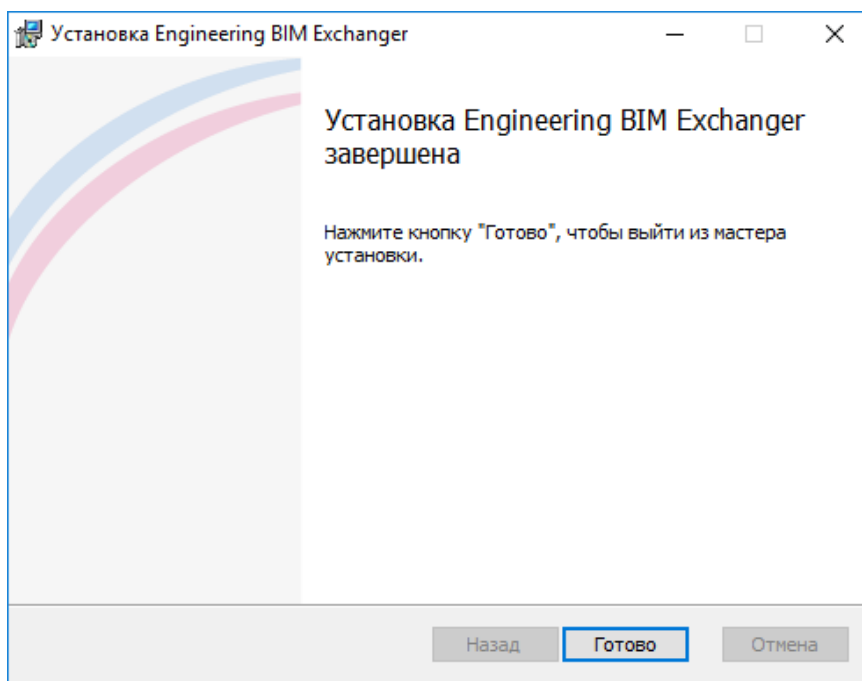 Установка Engineering BIM Exchanger
Установка Engineering BIM Exchanger
завершена
Нажмите кнопку "Готово", чтобы выйти из мастера
установки.
Назад
Готово
Отмена